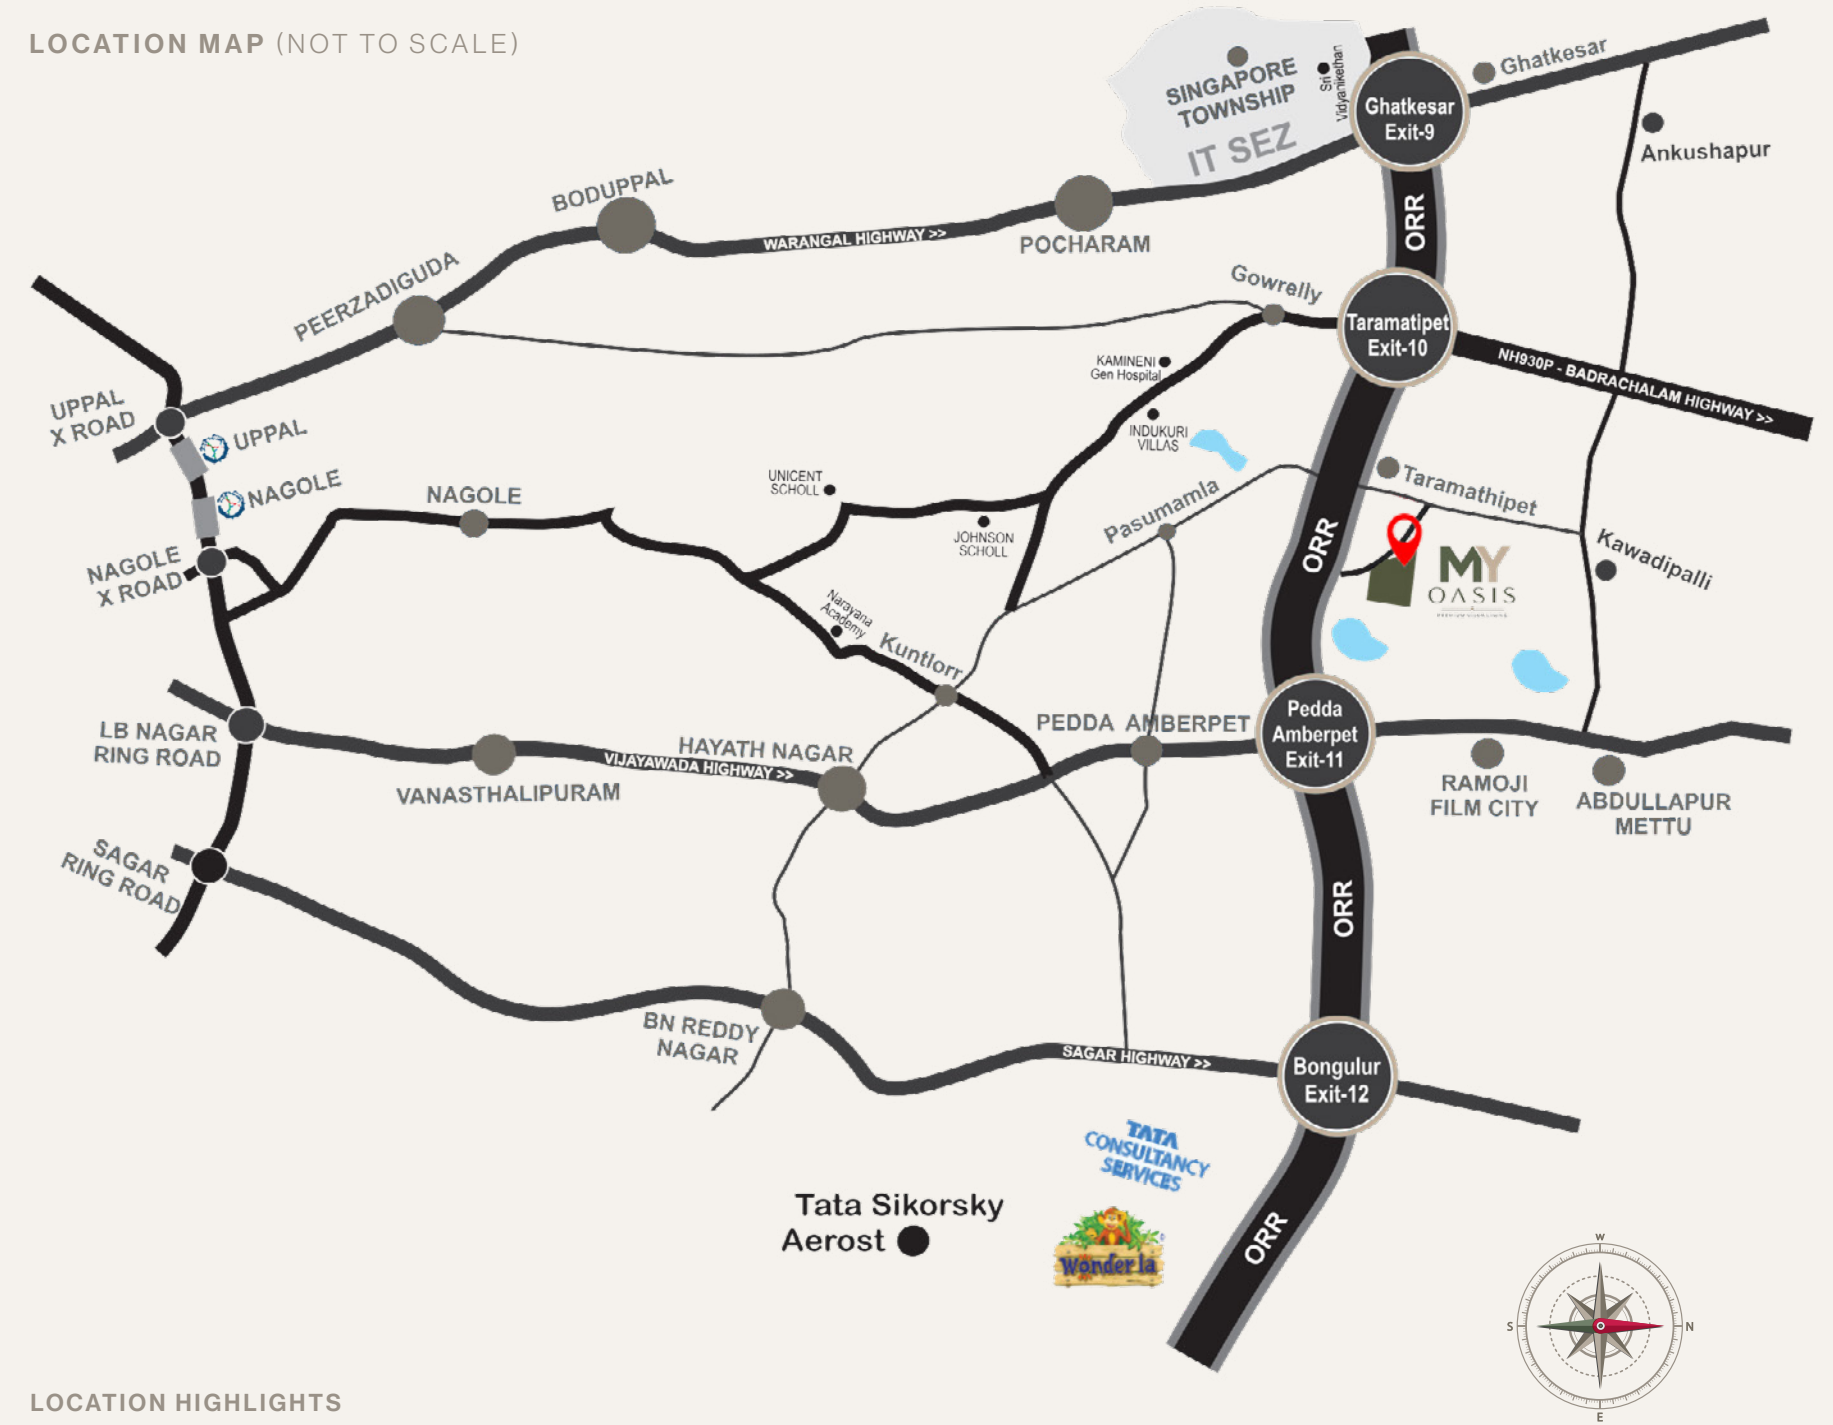 LOCATION MAP (NOT TO SCALE)
SINGAPORE
TOWNSHIP
IT SEZ
Sri
Vidyanikethan
Ghatkesar
Exit-9
Ghatkesar
Ankushapur
ORR
BODUPPAL
WARANGAL HIGHWAY >>
POCHARAM
PEERZADIGUDA
Gowrelly
Taramatipet
Exit-10
NH930P - BADRACHALAM HIGHWAY >>
KAMINENI
Gen Hospital
INDUKURI
VILLAS
UPPAL
X ROAD
UPPAL
NAGOLE
NAGOLE
UNICENT
SCHOLL
JOHNSON
SCHOLL
Pasumamla
Taramathipet
ORR
Kawadipalli
MY
OASIS
NAGOLE
X ROAD
Narayana
Academy
Kuntlorr
LB NAGAR
RING ROAD
VANASTHALIPURAM
HAYATH NAGAR
VIJAYAWADA HIGHWAY >>
PEDDA AMBERPET
Pedda
Amberpet
Exit-11
RAMOJI
FILM CITY
ABDULLAPUR
METTU
SAGAR
RING ROAD
ORR
BN REDDY
NAGAR
SAGAR HIGHWAY >>
Bongulur
Exit-12
TATA
CONSULTANCY
SERVICES
Tata Sikorsky
Aerost
Wonder la
ORR
W
S
N
E
LOCATION HIGHLIGHTS